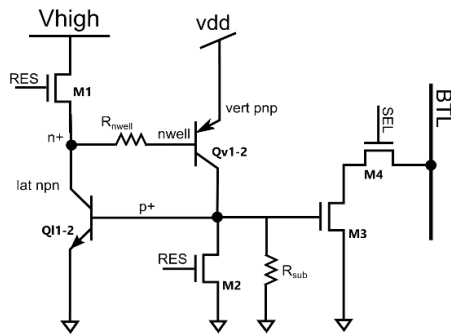 Vhigh
vdd
RES
M1
n+
Rnwell
nwell
vert pnp
Qv1-2
lat npn
Ql1-2
p+
RES
M2
Rsub
M3
SEL
M4
BTL